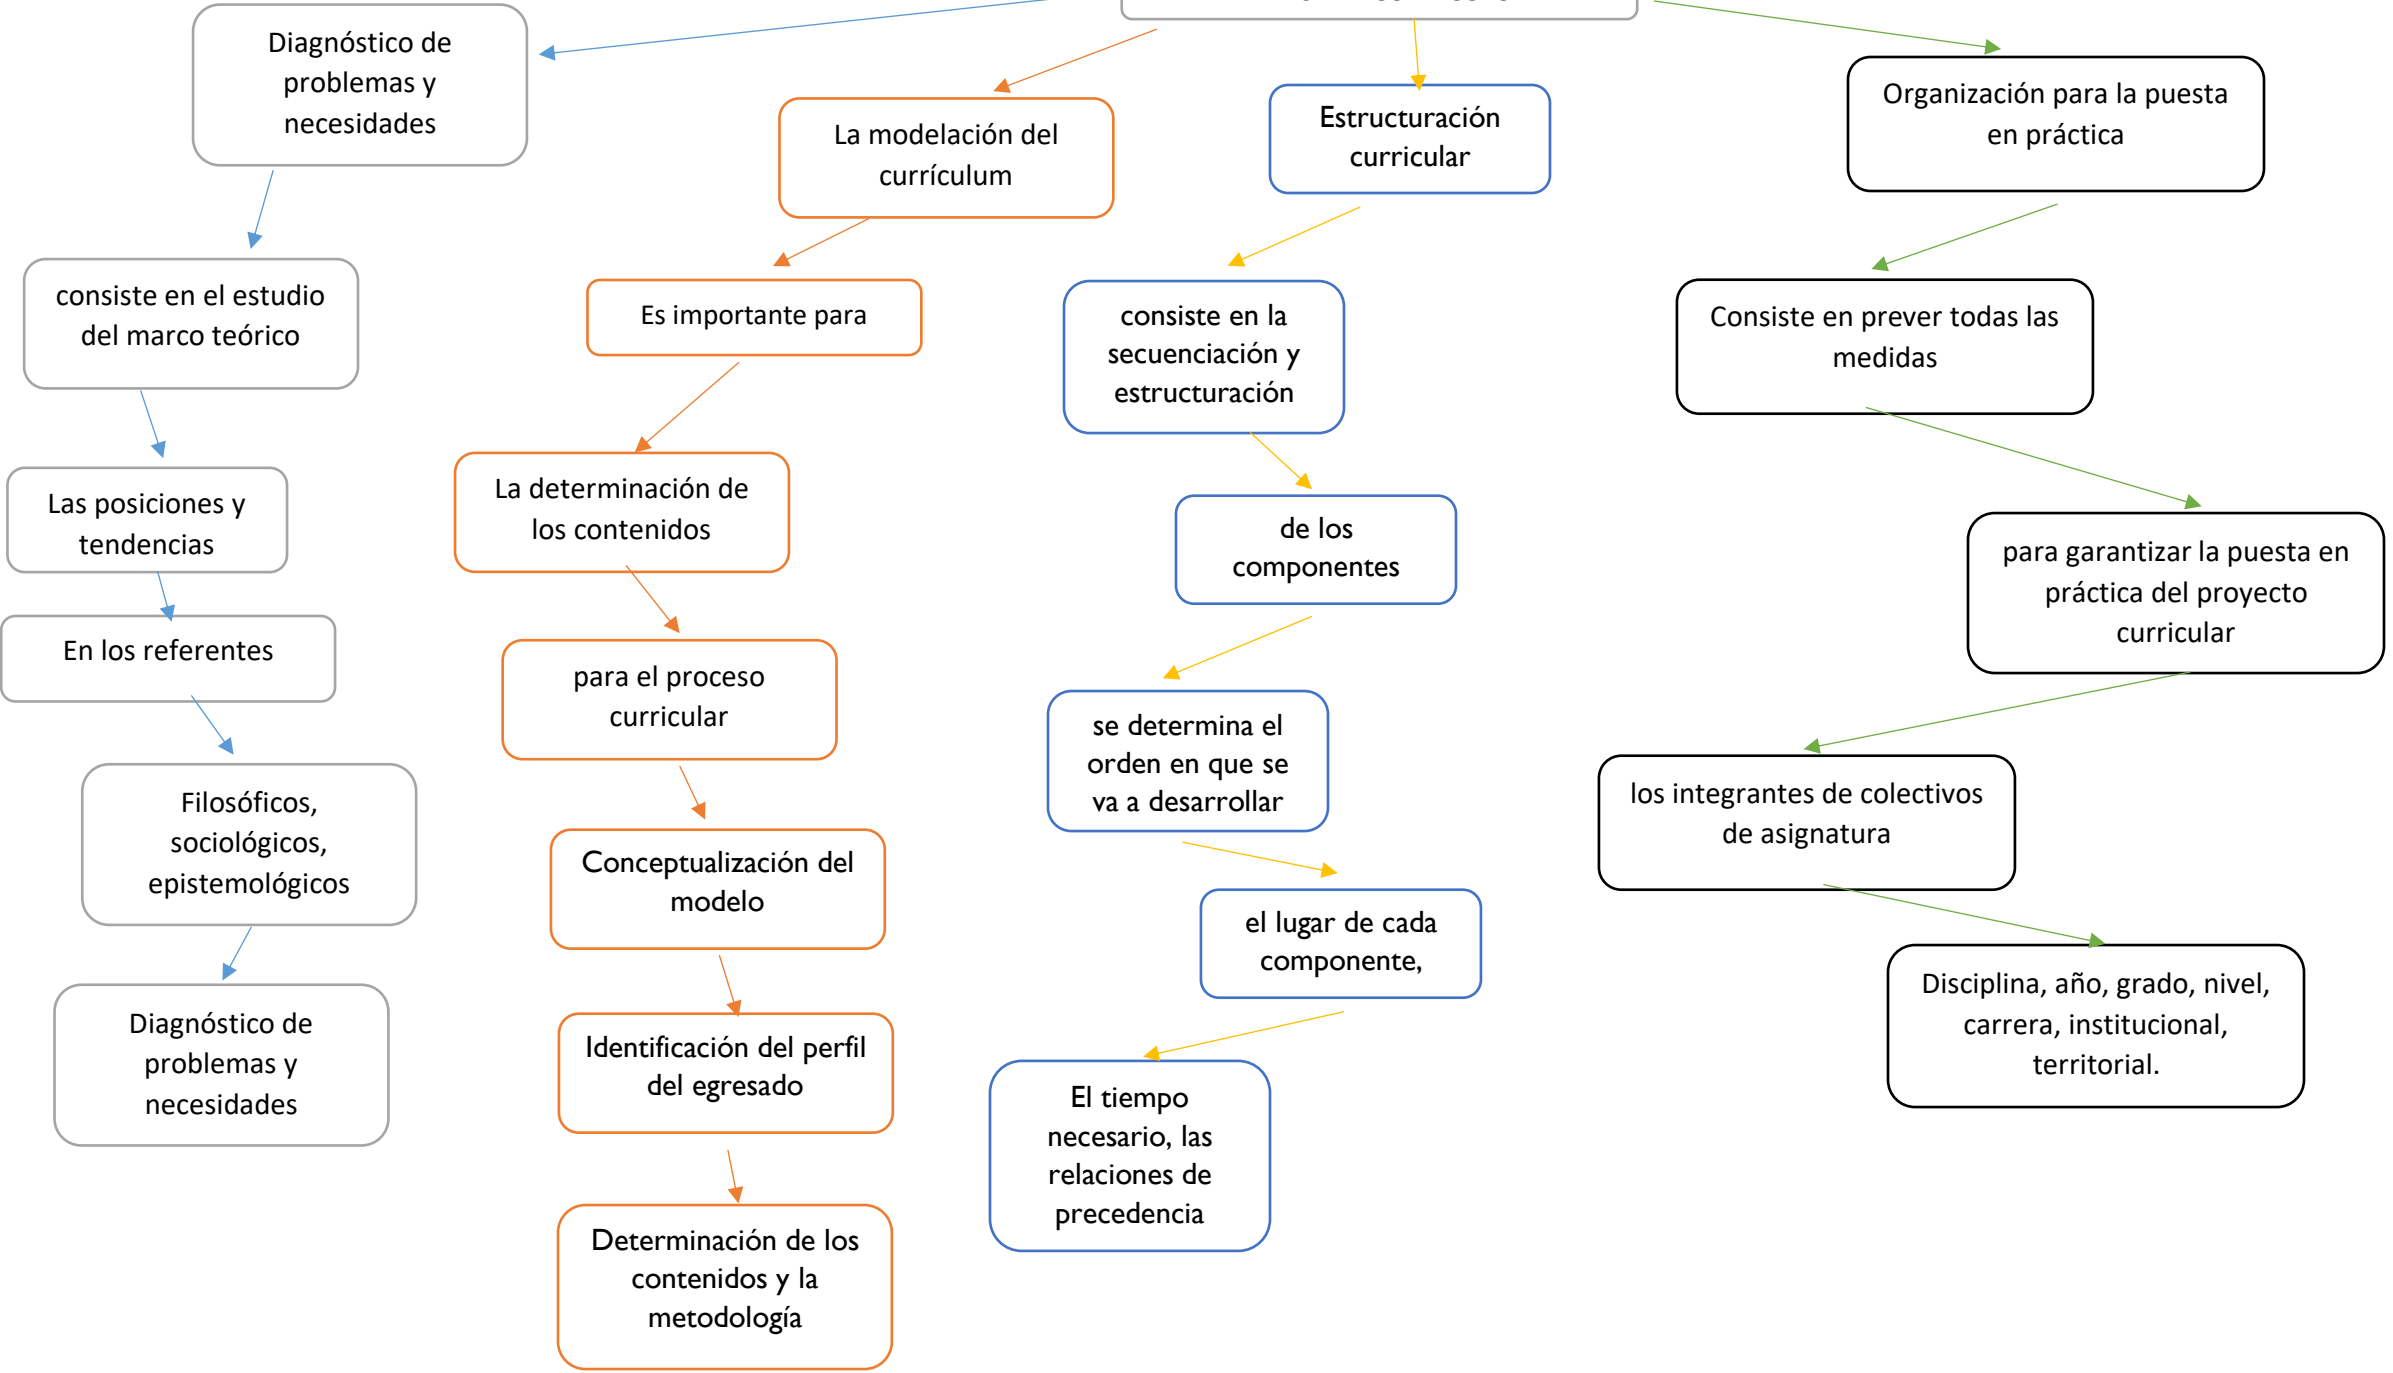 Diagnóstico de
problemas y
necesidades
consiste en el estudio
del marco teórico
Las posiciones y
tendencias
En los referentes
Filosóficos,
sociológicos,
epistemológicos
Diagnóstico de
problemas y
necesidades
La modelación del
currículum
Es importante para
La determinación de
los contenidos
para el proceso
curricular
Conceptualización del
modelo
Identificación del perfil
del egresado
Determinación de los
contenidos y la
metodología
Estructuración
curricular
consiste en la
secuenciación y
estructuración
de los
componentes
se determina el
orden en que se
va a desarrollar
el lugar de cada
componente,
El tiempo
necesario, las
relaciones de
precedencia
Organización para la puesta
en práctica
Consiste en prever todas las
medidas
para garantizar la puesta en
práctica del proyecto
curricular
los integrantes de colectivos
de asignatura
Disciplina, año, grado, nivel,
carrera, institucional,
territorial.